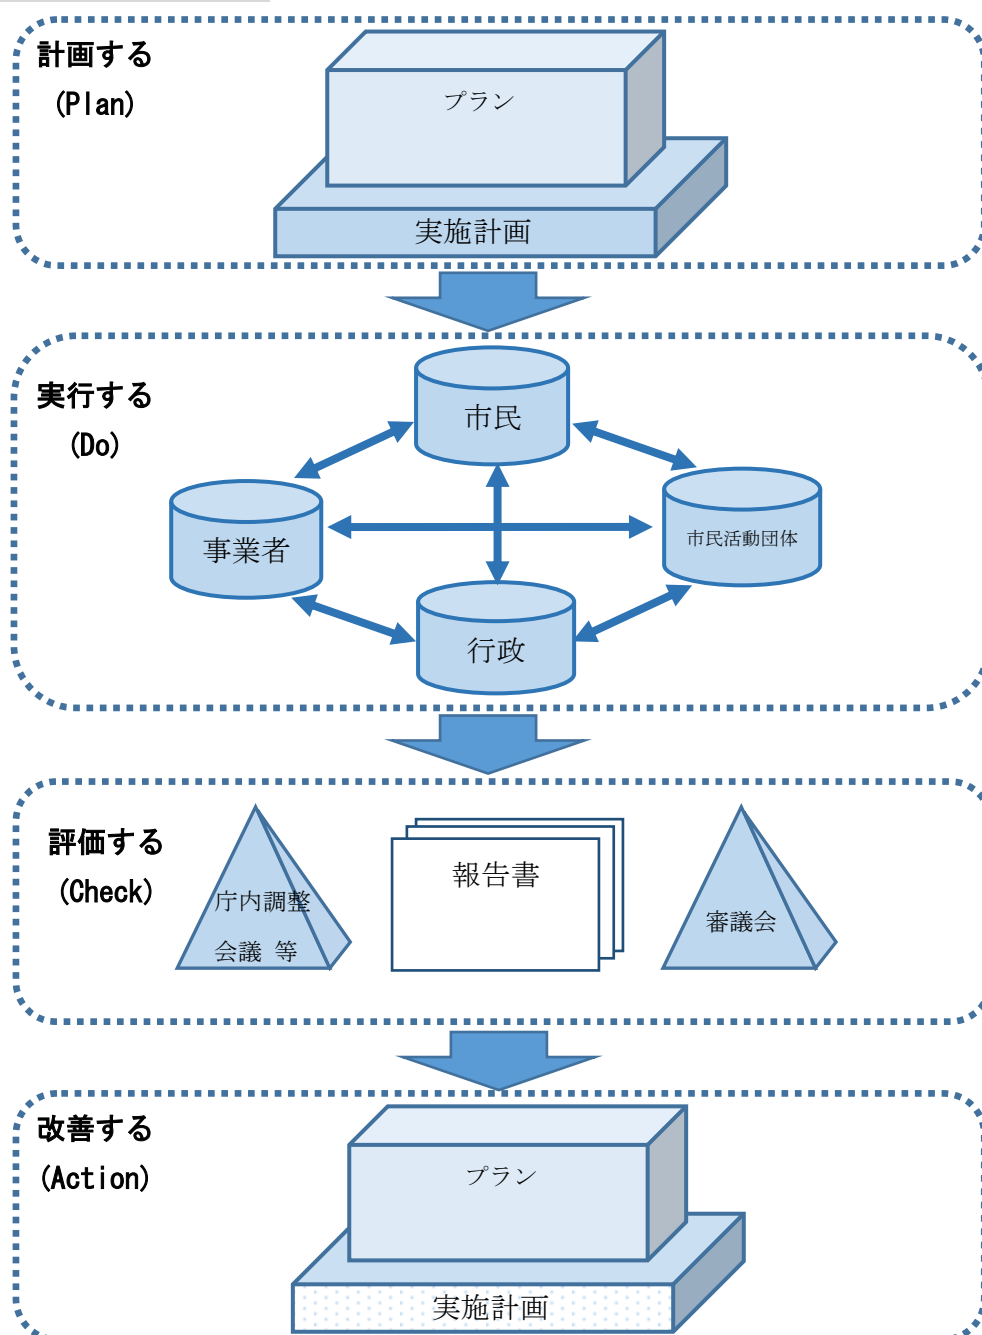 計画する
(Plan)
プラン
実施計画
実行する
(Do)
市民
事業者
市民活動団体
行政
評価する
(Check)
庁内調整
会議 等
報告書
審議会
改善する
(Action)
プラン
実施計画